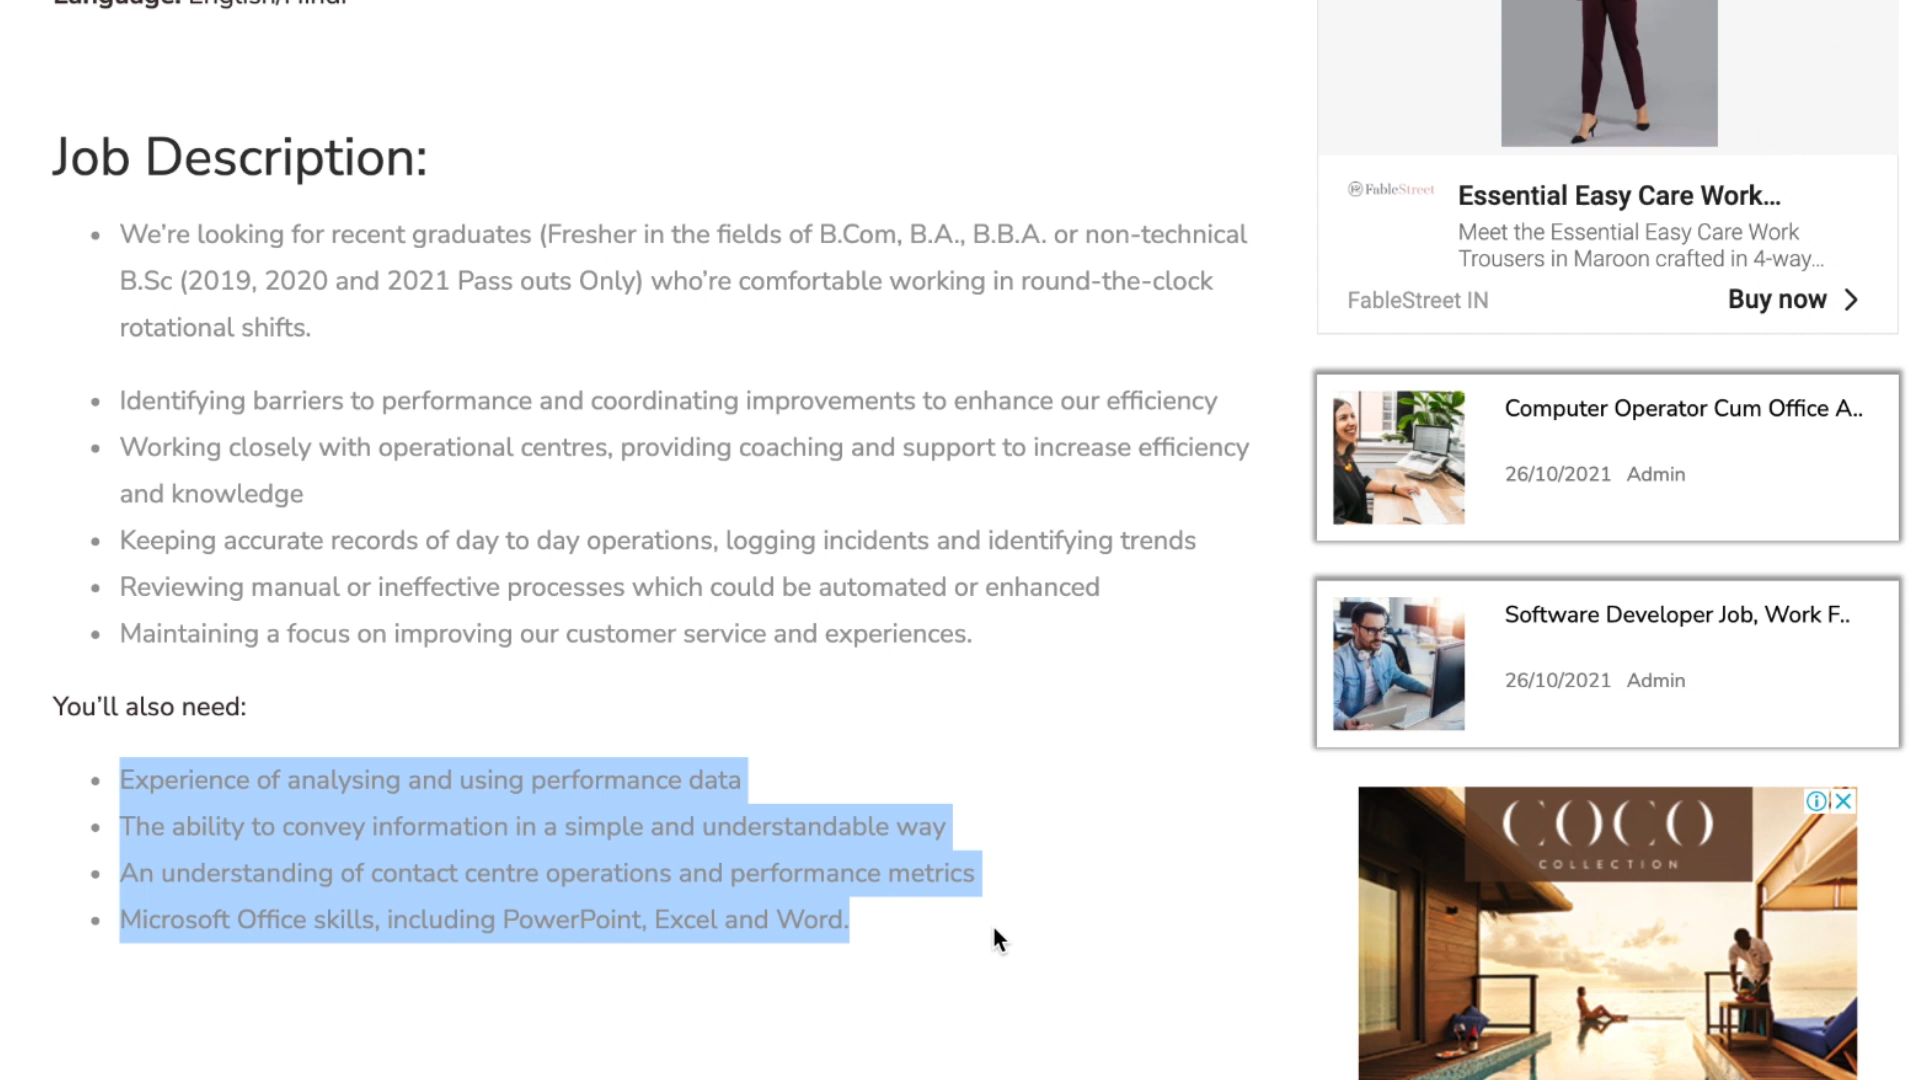 Language: English/Hindi
Job Description:
We’re looking for recent graduates (Fresher in the fields of B.Com, B.A., B.B.A. or non-technical
B.Sc (2019, 2020 and 2021 Pass outs Only) who’re comfortable working in round-the-clock
rotational shifts.
Identifying barriers to performance and coordinating improvements to enhance our efficiency
Working closely with operational centres, providing coaching and support to increase efficiency
and knowledge
Keeping accurate records of day to day operations, logging incidents and identifying trends
Reviewing manual or ineffective processes which could be automated or enhanced
Maintaining a focus on improving our customer service and experiences.
You’ll also need:
Experience of analysing and using performance data
The ability to convey information in a simple and understandable way
An understanding of contact centre operations and performance metrics
Microsoft Office skills, including PowerPoint, Excel and Word.
FableStreet
Essential Easy Care Work...
Meet the Essential Easy Care Work
Trousers in Maroon crafted in 4-way...
FableStreet IN
Buy now
Computer Operator Cum Office A..
26/10/2021 Admin
Software Developer Job, Work F..
26/10/2021 Admin
COCO
COLLECTION